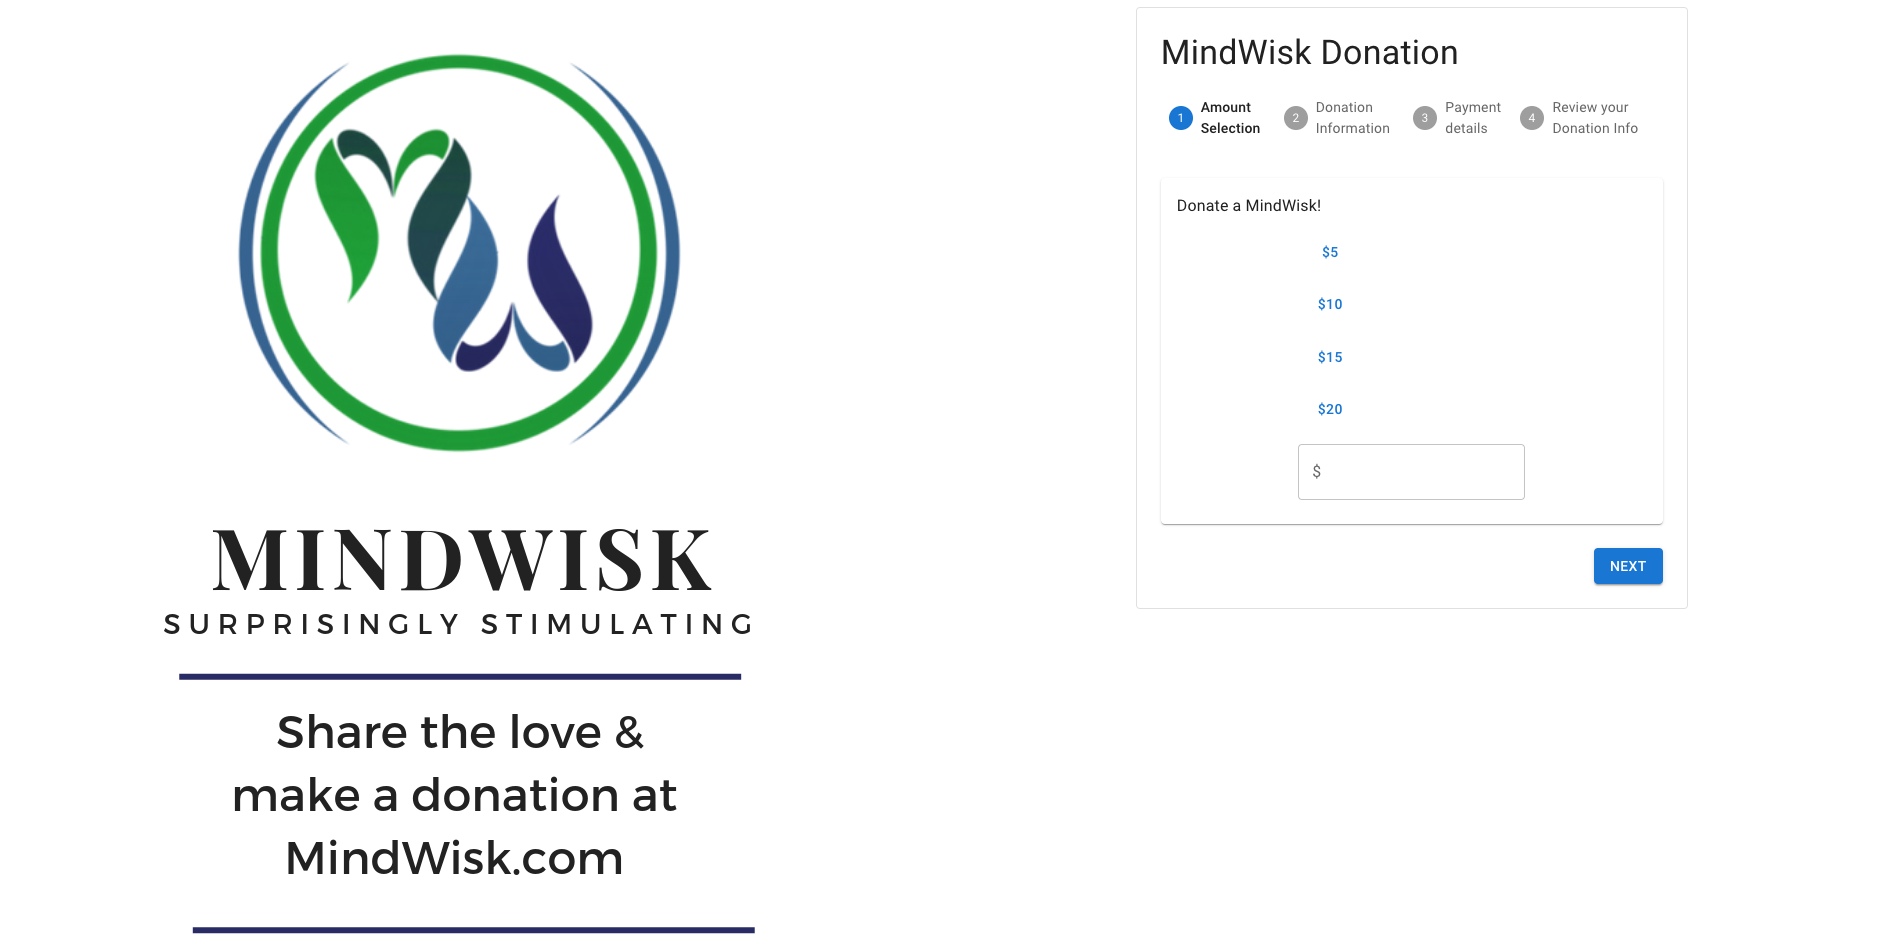 MINDWISK
SURPRISINGLY STIMULATING
Share the love &
make a donation at
MindWisk.com
MindWisk Donation
1 Amount
Selection
2 Donation
Information
3 Payment
details
4 Review your
Donation Info
Donate a MindWisk!
$5
$10
$15
$20
$
NEXT